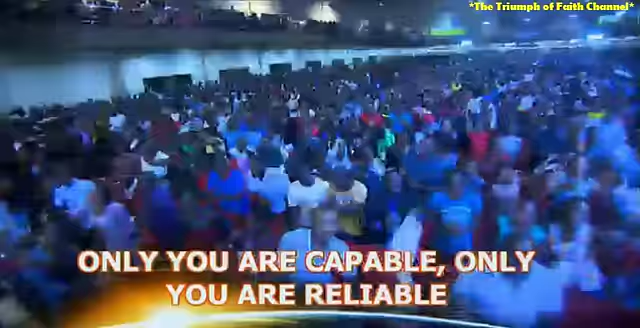 *The Triumph of Faith Channel*
ONLY YOU ARE CAPABLE, ONLY
YOU ARE RELIABLE